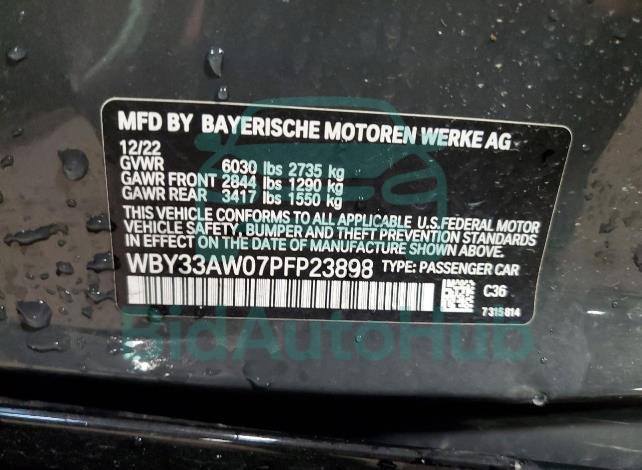 MFD BY BAYERISCHE MOTOREN WERKE AG
12/22
GVWR 6030 lbs 2735 kg
GAWR FRONT 2844 lbs 1290 kg
GAWR REAR 3417 lbs 1550 kg
THIS VEHICLE CONFORMS TO ALL APPLICABLE U.S. FEDERAL MOTOR
VEHICLE SAFETY, BUMPER AND THEFT PREVENTION STANDARDS
IN EFFECT ON THE DATE OF MANUFACTURE SHOWN ABOVE.
WBY33AW07PFP23898 TYPE: PASSENGER CAR
C36
7315814
BidAutoHub